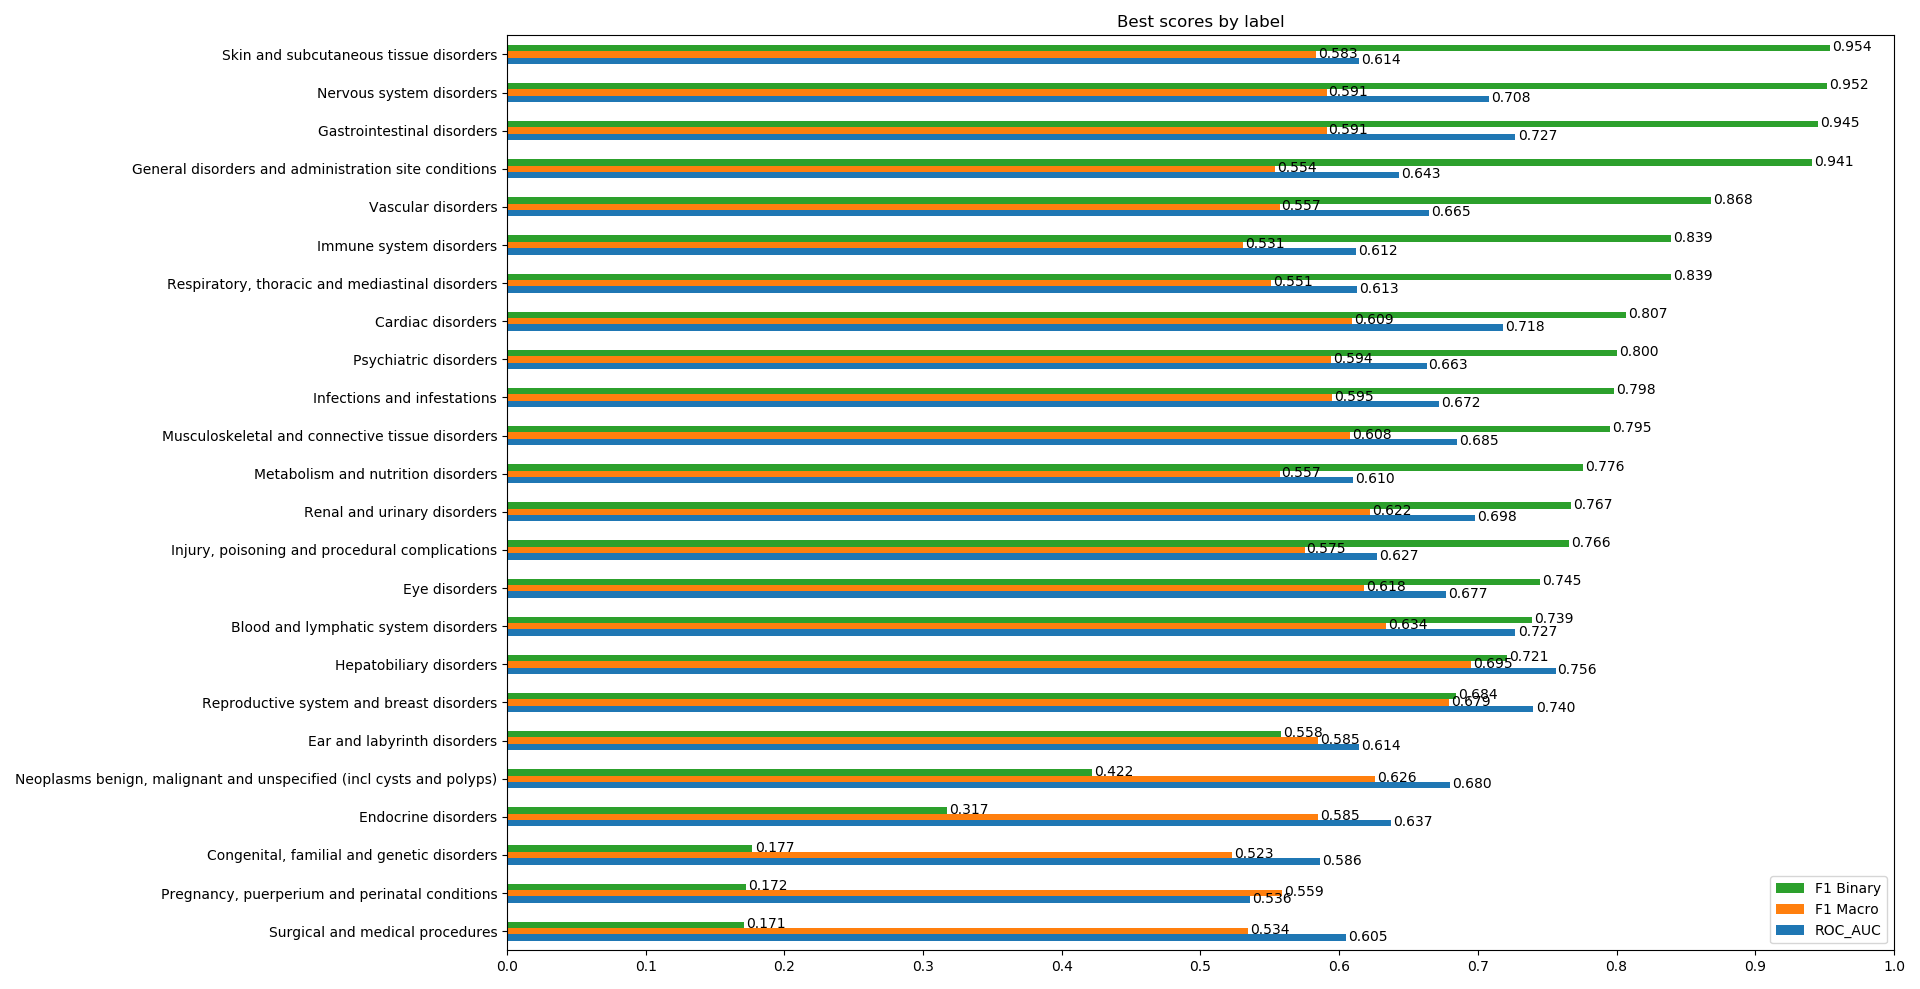 Best scores by label
Skin and subcutaneous tissue disorders
0.954
0.583
0.614
Nervous system disorders
0.952
0.591
0.708
Gastrointestinal disorders
0.945
0.591
0.727
General disorders and administration site conditions
0.941
0.554
0.643
Vascular disorders
0.868
0.557
0.665
Immune system disorders
0.839
0.531
0.612
Respiratory, thoracic and mediastinal disorders
0.839
0.551
0.613
Cardiac disorders
0.807
0.609
0.718
Psychiatric disorders
0.800
0.594
0.663
Infections and infestations
0.798
0.595
0.672
Musculoskeletal and connective tissue disorders
0.795
0.608
0.685
Metabolism and nutrition disorders
0.776
0.557
0.610
Renal and urinary disorders
0.767
0.622
0.698
Injury, poisoning and procedural complications
0.766
0.575
0.627
Eye disorders
0.745
0.618
0.677
Blood and lymphatic system disorders
0.739
0.634
0.727
Hepatobiliary disorders
0.721
0.695
0.756
Reproductive system and breast disorders
0.684
0.679
0.740
Ear and labyrinth disorders
0.558
0.585
0.614
Neoplasms benign, malignant and unspecified (incl cysts and polyps)
0.422
0.626
0.680
Endocrine disorders
0.317
0.585
0.637
Congenital, familial and genetic disorders
0.177
0.523
0.586
Pregnancy, puerperium and perinatal conditions
0.172
0.559
0.536
Surgical and medical procedures
0.171
0.534
0.605
F1 Binary
F1 Macro
ROC_AUC
0.0 0.1 0.2 0.3 0.4 0.5 0.6 0.7 0.8 0.9 1.0